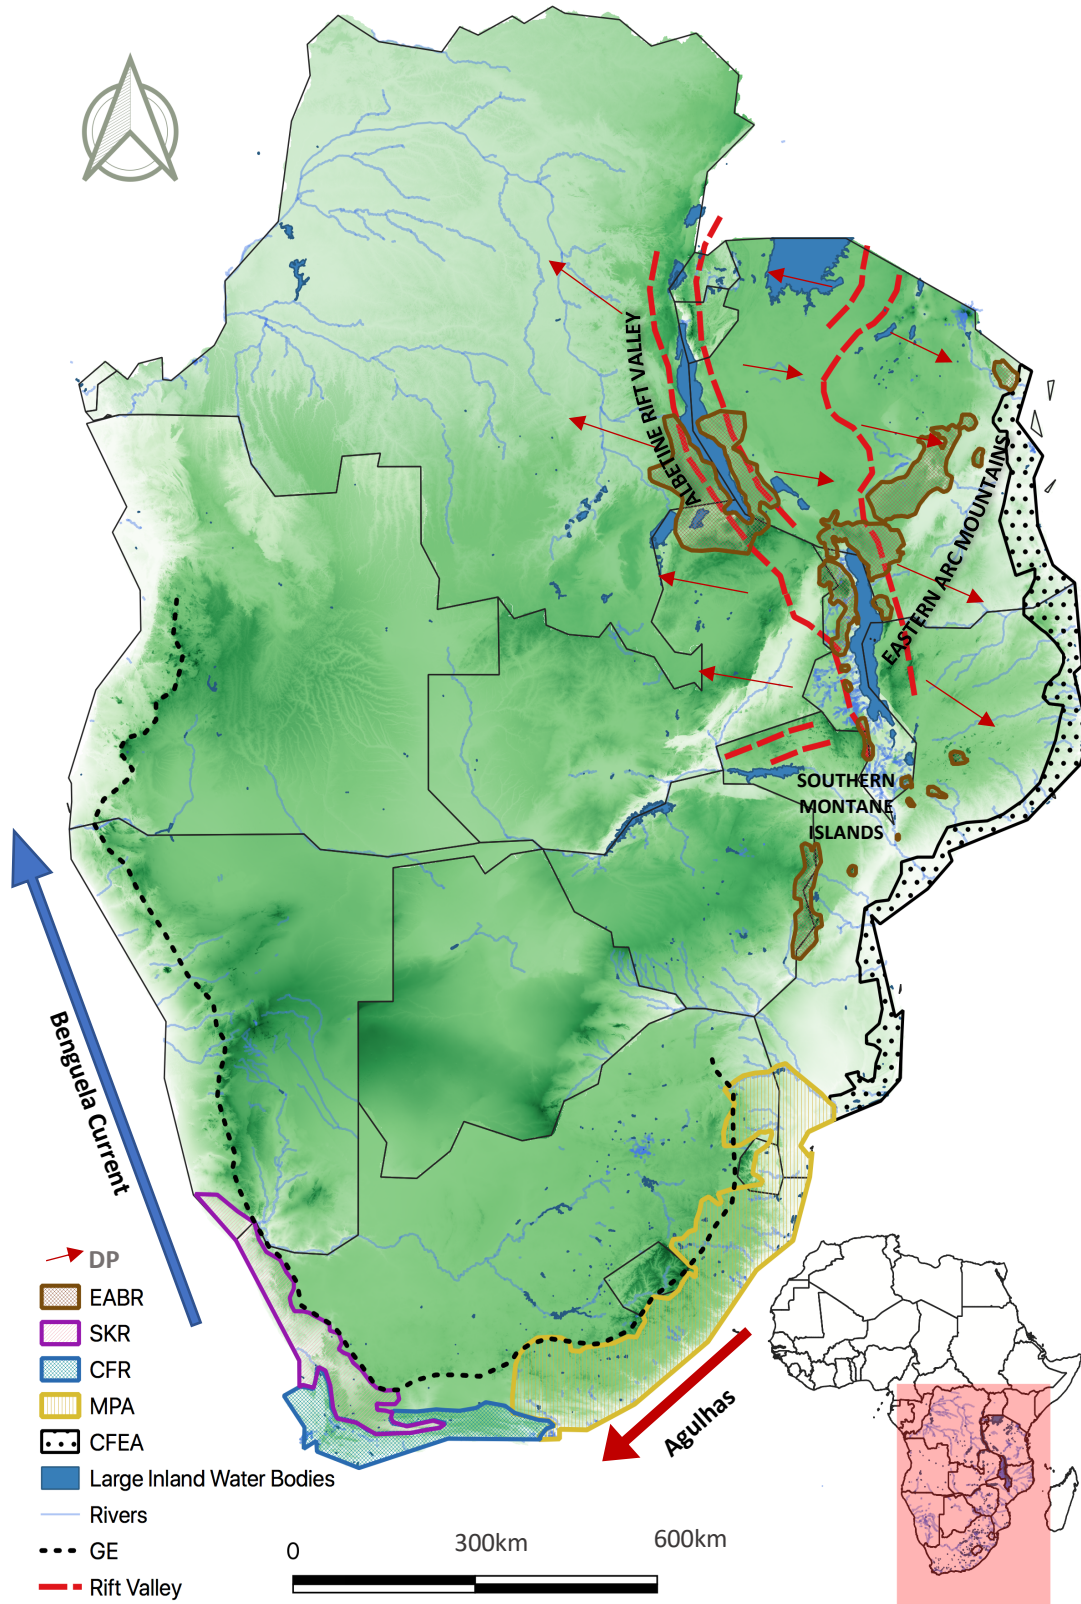 ALBETINE RIFT VALLEY
EASTERN ARC MOUNTAINS
SOUTHERN
MONTANE
ISLANDS
Benguela Current
Agulhas
DP
EABR
SKR
CFR
MPA
CFEA
Large Inland Water Bodies
Rivers
GE
Rift Valley
0 300km 600km